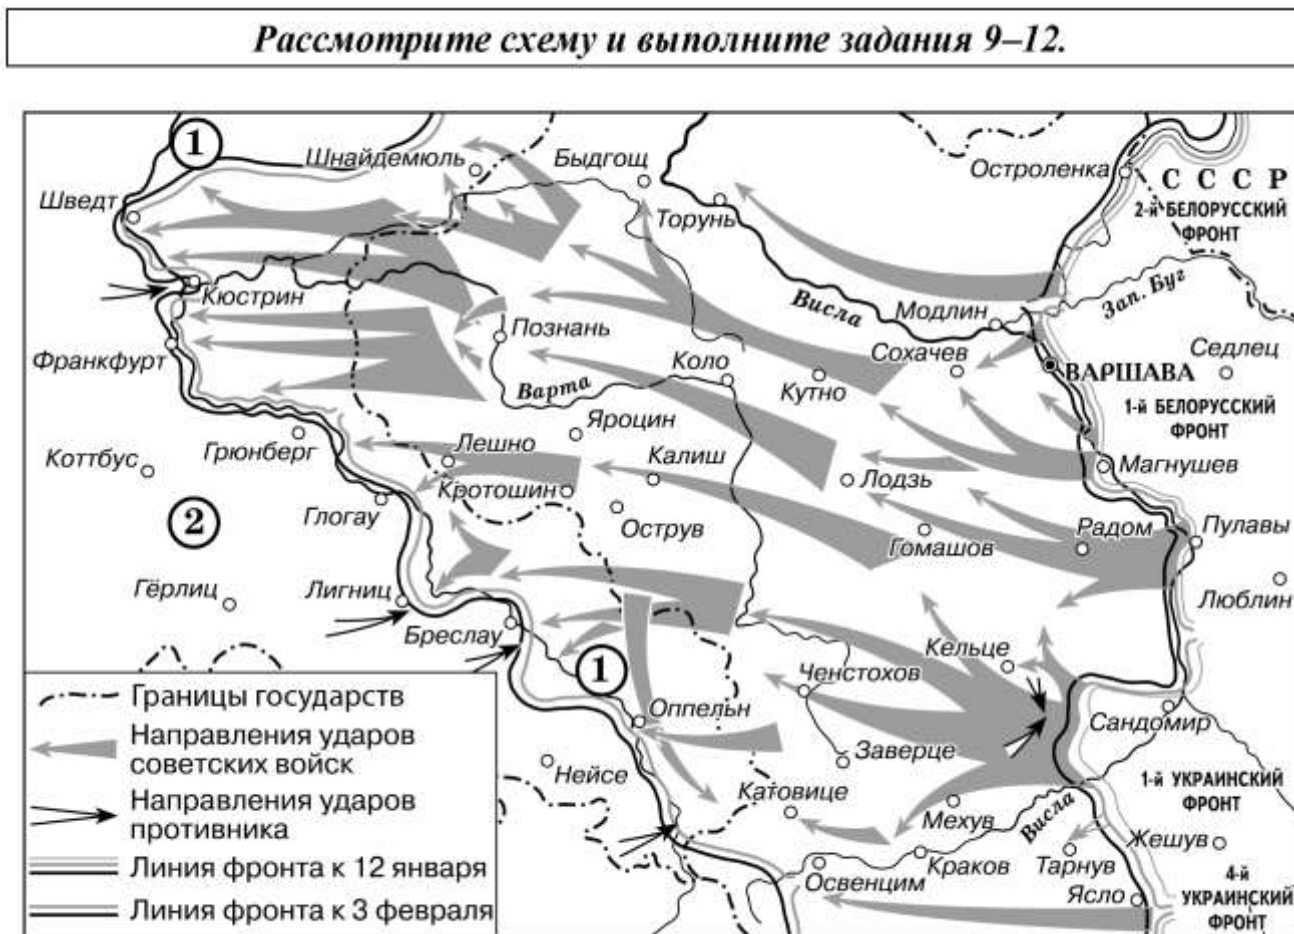 Рассмотрите схему и выполните задания 9–12.
1
Шнайдемюль
Быдгощ
Остроленка
С С С Р
2-й БЕЛОРУССКИЙ
ФРОНТ
Шведт
Торунь
Зап. Буг
Кюстрин
Висла
Модлин
Познань
Франкфурт
Коло
Сохачев
Седлец
ВАРШАВА
Варта
Кутно
1-й БЕЛОРУССКИЙ
ФРОНТ
Яроцин
Грюнберг
Лешно
Калиш
Коттбус
Магнушев
Кротошин
Лодзь
Глогау
2
Острув
Гомашов
Радом
Пулавы
Гёрлиц
Лигниц
Люблин
Бреслау
Кельце
1
Ченстохов
Границы государств
Оппельн
Сандомир
Направления ударов
советских войск
Заверце
Нейсе
1-й УКРАИНСКИЙ
ФРОНТ
Направления ударов
противника
Катовице
Мехув
Висла
Жешув
Линия фронта к 12 января
Краков
Тарнув
Освенцим
4-й
УКРАИНСКИЙ
ФРОНТ
Ясло
Линия фронта к 3 февраля